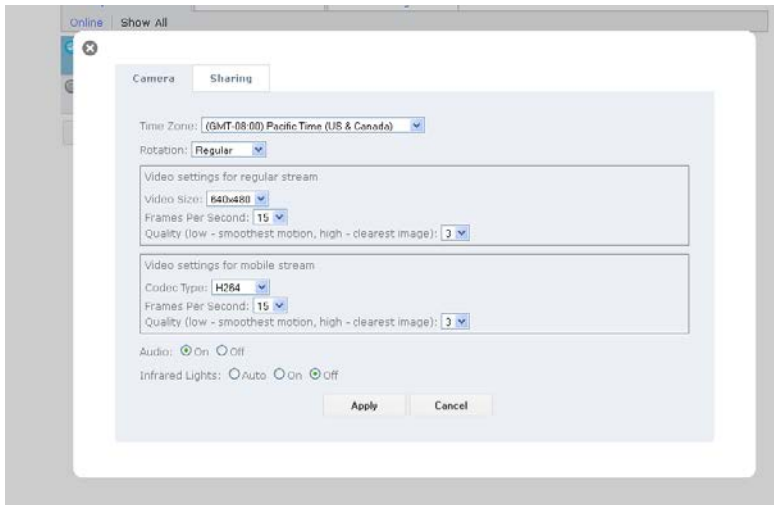 Online Show All
Camera Sharing
Time Zone: (GMT-08:00) Pacific Time (US & Canada)
Rotation: Regular
Video settings for regular stream
Video Size: 640x480
Frames Per Second: 15
Quality (low - smoothest motion, high - clearest image): 3
Video settings for mobile stream
Codec Type: H264
Frames Per Second: 15
Quality (low - smoothest motion, high - clearest image): 3
Audio: On Off
Infrared Lights: Auto On Off
Apply Cancel